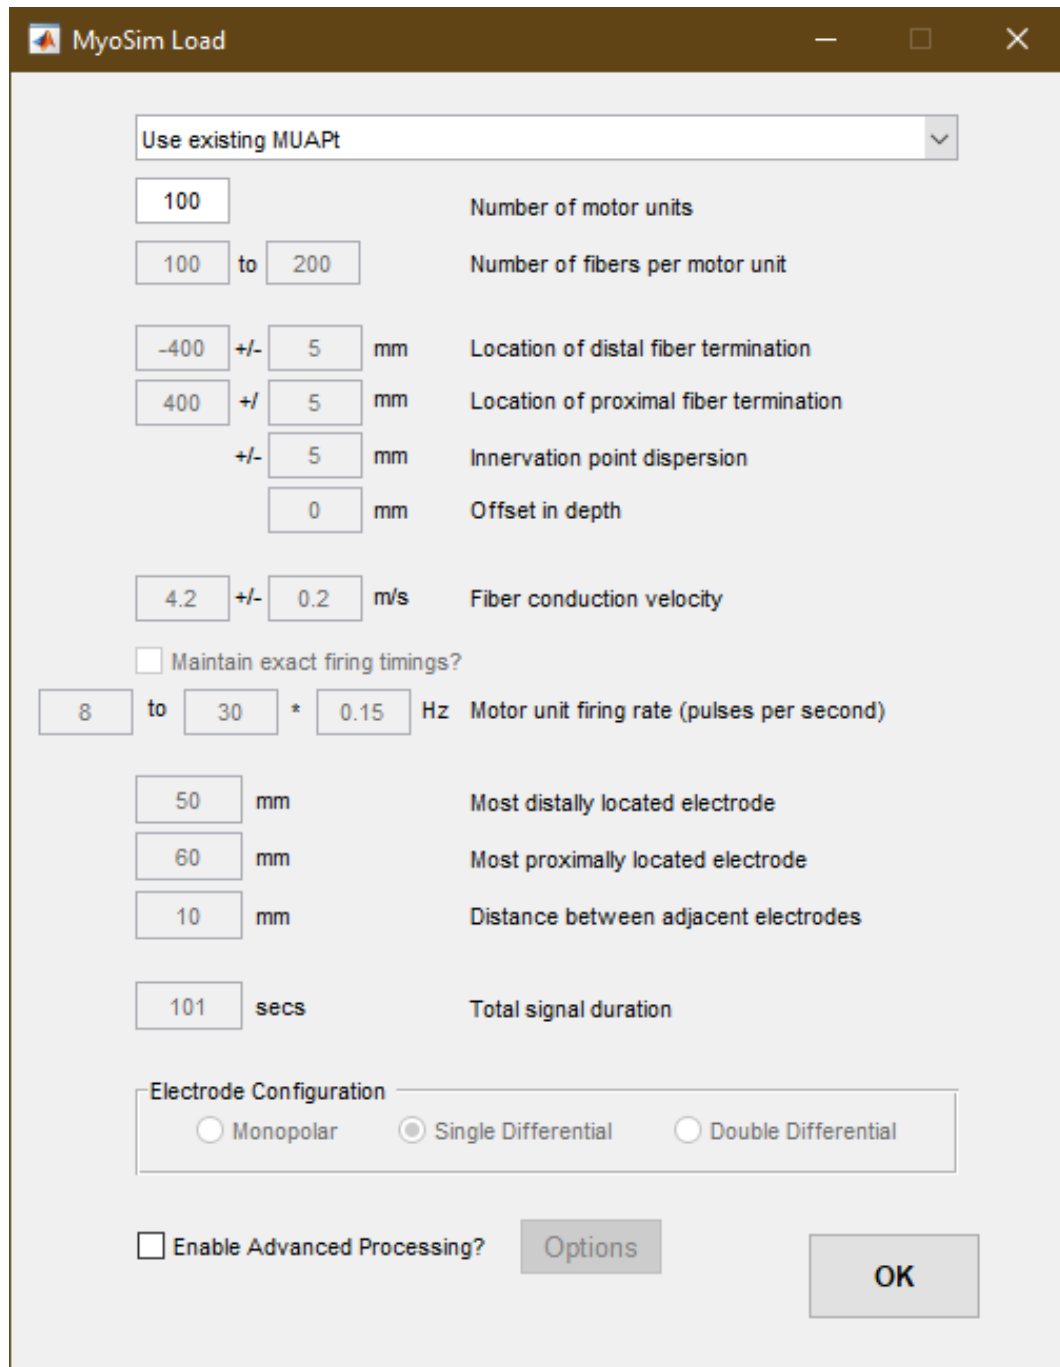 MyoSim Load
Use existing MUAPt
100 Number of motor units
100 to 200 Number of fibers per motor unit
-400 +/- 5 mm Location of distal fiber termination
400 +/ 5 mm Location of proximal fiber termination
+/- 5 mm Innervation point dispersion
0 mm Offset in depth
4.2 +/- 0.2 m/s Fiber conduction velocity
Maintain exact firing timings?
8 to 30 * 0.15 Hz Motor unit firing rate (pulses per second)
50 mm Most distally located electrode
60 mm Most proximally located electrode
10 mm Distance between adjacent electrodes
101 secs Total signal duration
Electrode Configuration
Monopolar Single Differential Double Differential
Enable Advanced Processing? Options
OK